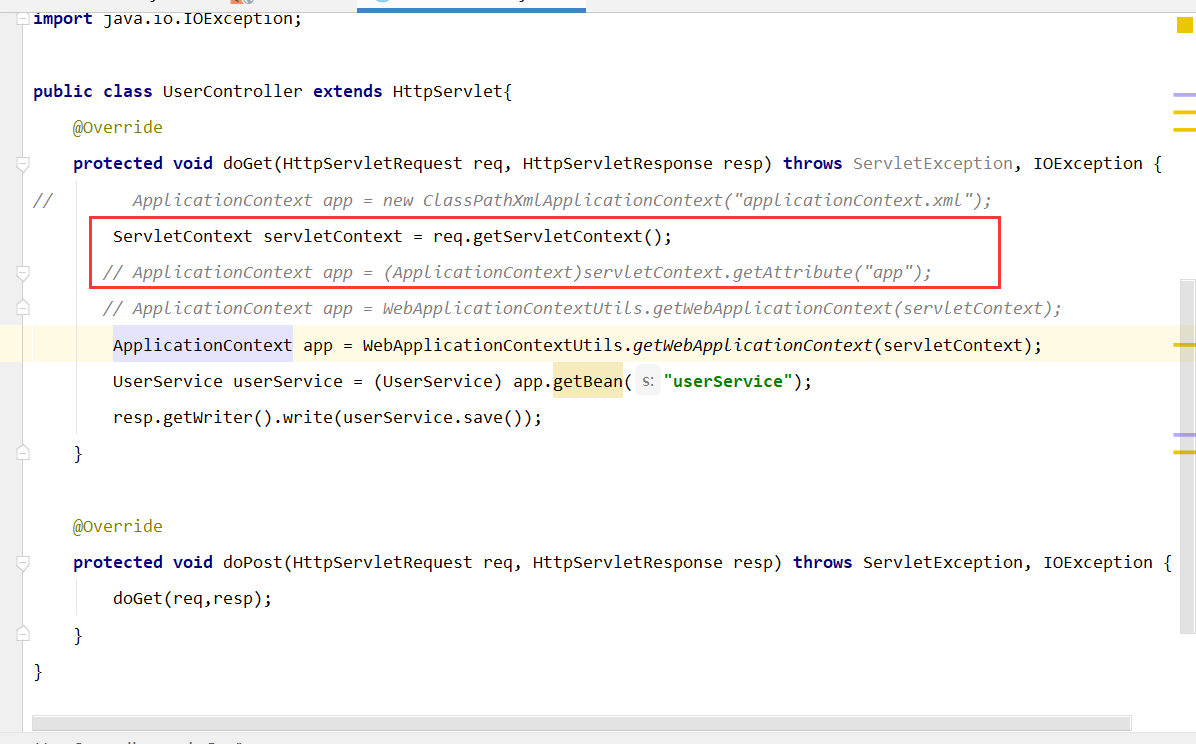 import java.io.IOException;
public class UserController extends HttpServlet{
@Override
protected void doGet(HttpServletRequest req, HttpServletResponse resp) throws ServletException, IOException {
// ApplicationContext app = new ClassPathXmlApplicationContext("applicationContext.xml");
ServletContext servletContext = req.getServletContext();
// ApplicationContext app = (ApplicationContext)servletContext.getAttribute("app");
// ApplicationContext app = WebApplicationContextUtils.getWebApplicationContext(servletContext);
ApplicationContext app = WebApplicationContextUtils.getWebApplicationContext(servletContext);
UserService userService = (UserService) app.getBean( s: "userService");
resp.getWriter().write(userService.save());
}
@Override
protected void doPost(HttpServletRequest req, HttpServletResponse resp) throws ServletException, IOException {
doGet(req,resp);
}
}